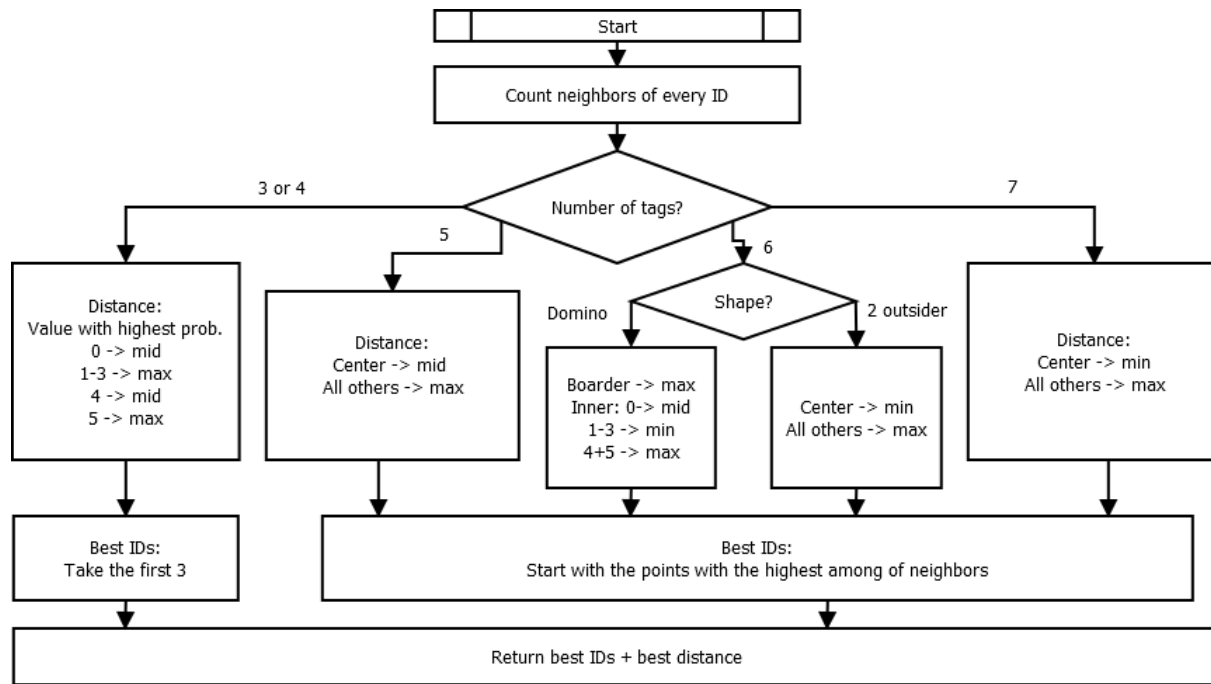 Start
Count neighbors of every ID
Number of tags?
3 or 4
5
6
7
Distance:
Value with highest prob.
0 -> mid
1-3 -> max
4 -> mid
5 -> max
Distance:
Center -> mid
All others -> max
Shape?
Domino
2 outsider
Boarder -> max
Inner: 0-> mid
1-3 -> min
4+5 -> max
Center -> min
All others -> max
Distance:
Center -> min
All others -> max
Best IDs:
Take the first 3
Best IDs:
Start with the points with the highest among of neighbors
Return best IDs + best distance